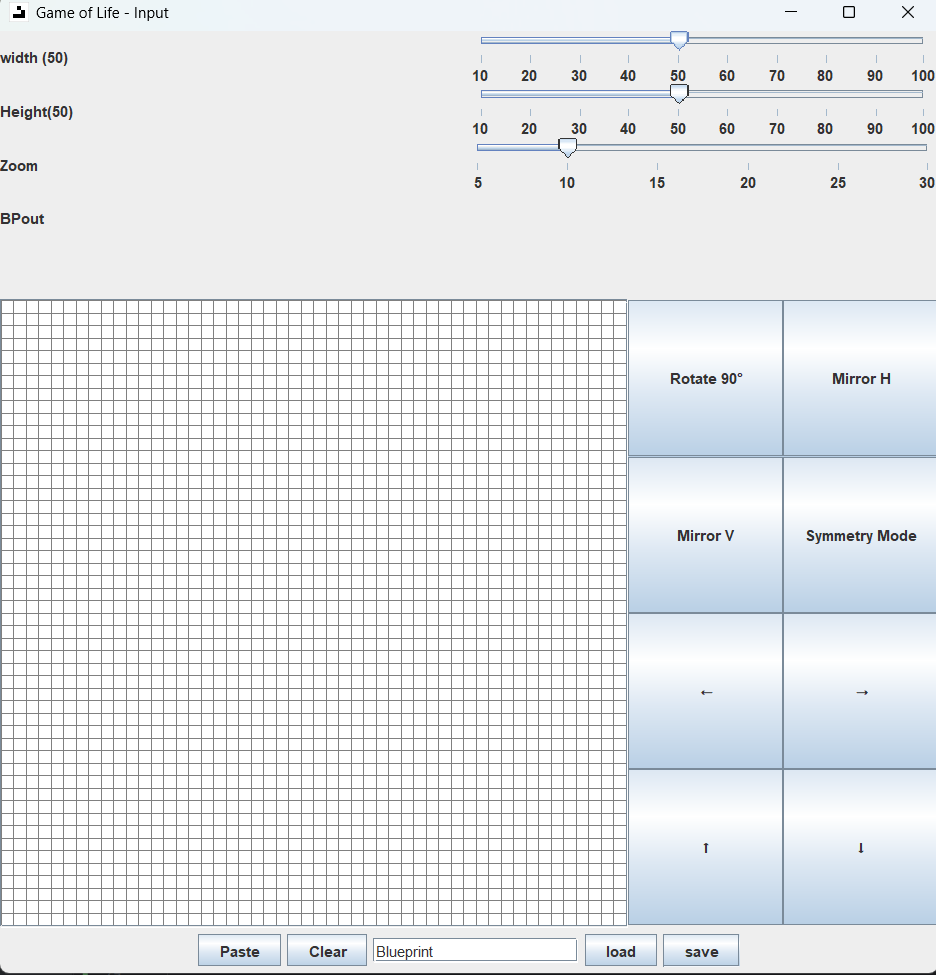 Game of Life - Input
width (50)
10 20 30 40 50 60 70 80 90 100
Height(50)
10 20 30 40 50 60 70 80 90 100
Zoom
5 10 15 20 25 30
BPout
Rotate 90° Mirror H
Mirror V Symmetry Mode
← →
↑ ↓
Paste Clear Blueprint load save